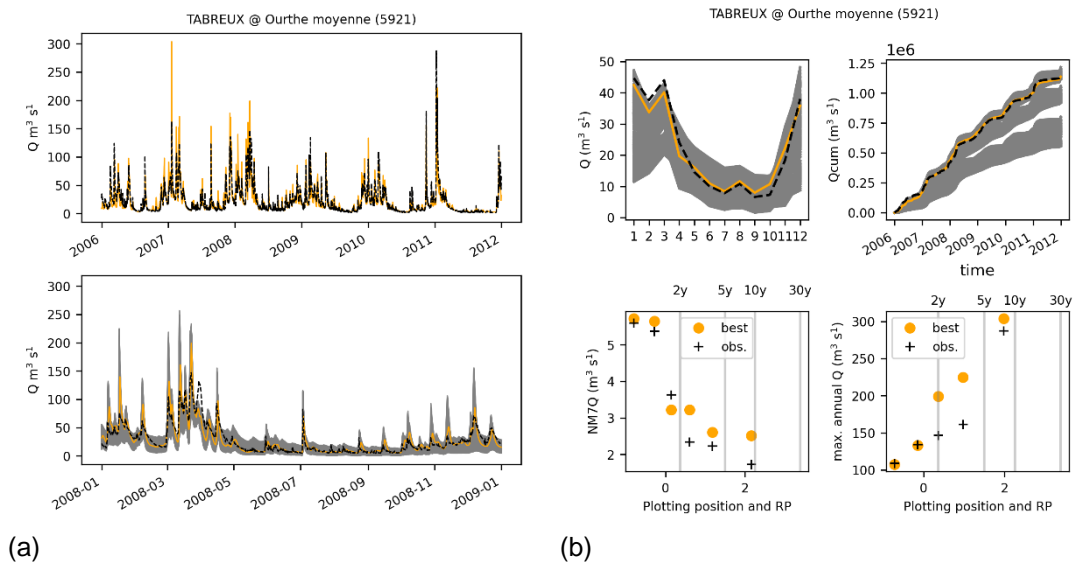 TABREUX @ Ourthe moyenne (5921)
Q m³ s¹
300
250
200
150
100
50
0
2006
2007
2008
2009
2010
2011
2012
Q m³ s¹
300
250
200
150
100
50
0
2008-01
2008-03
2008-05
2008-07
2008-09
2008-11
2009-01
(a)
TABREUX @ Ourthe moyenne (5921)
Q (m³ s¹)
50
40
30
20
10
0
1 2 3 4 5 6 7 8 9 10 11 12
1e6
Qcum (m³ s¹)
1.25
1.00
0.75
0.50
0.25
0.00
2006
2007
2008
2009
2010
2011
2012
time
2y 5y 10y 30y
NM7Q (m³ s¹)
5
4
3
2
best
obs.
0 2
Plotting position and RP
2y 5y 10y 30y
max. annual Q (m³ s¹)
300
250
200
150
100
best
obs.
0 2
Plotting position and RP
(b)